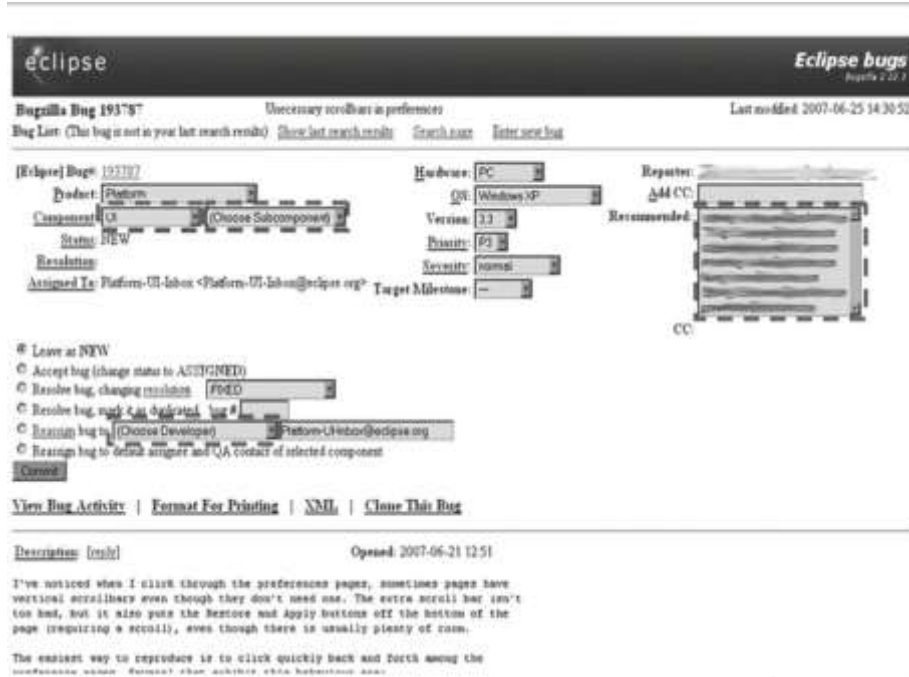 eclipse
Eclipse bugs
Bugzilla Bug 193787 Unecessary scrollbars in preferences Last modified: 2007-06-25 14:30:52
Bug List: (This bug is not in your last search results) Show last search results Search page Enter new bug
[Eclipse] Bug#: 193787 Hardware: PC Reporter:
Product: Platform OS: Windows XP Add CC:
Component: UI (Choose Subcomponent) Version: 3.3 Recommended:
Status: NEW Priority: P3
Resolution: Severity: normal
Assigned To: Platform-UI-Inbox <Platform-UI-Inbox@eclipse.org> Target Milestone: ---
CC:
Leave as NEW
Accept bug (change status to ASSIGNED)
Resolve bug, changing resolution FIXED
Resolve bug, mark it as duplicated bug #
Reassign bug to (Choose Developer) Platform-UI-Inbox@eclipse.org
Reassign bug to default assignee and QA contact of selected component
Commit
View Bug Activity | Format For Printing | XML | Clone This Bug
Description: [reply] Opened: 2007-06-21 12:51
I've noticed when I click through the preferences pages, sometimes pages have
vertical scrollbars even though they don't need one. The extra scroll bar isn't
too bad, but it also puts the Restore and Apply buttons off the bottom of the
page (requiring a scroll), even though there is usually plenty of room.
The easiest way to reproduce is to click quickly back and forth among the